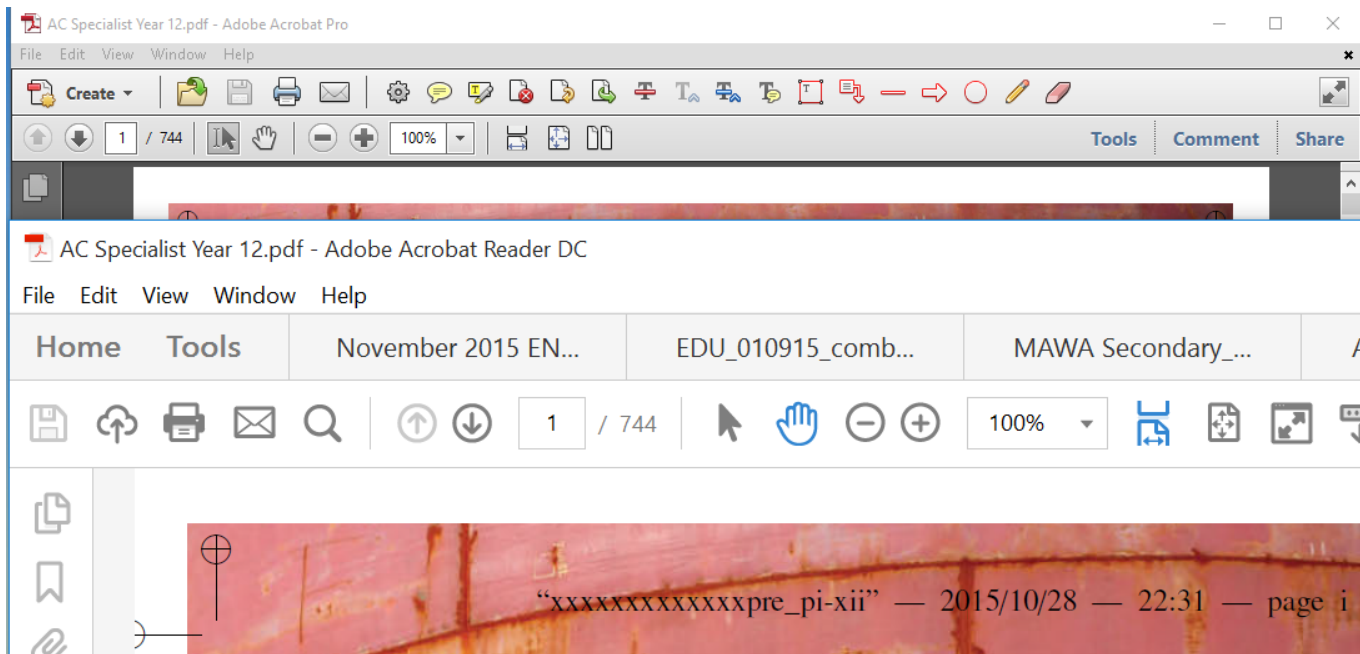 AC Specialist Year 12.pdf - Adobe Acrobat Pro
File Edit View Window Help
Create
1 / 744 100% Tools Comment Share
AC Specialist Year 12.pdf - Adobe Acrobat Reader DC
File Edit View Window Help
Home Tools November 2015 EN... EDU_010915_comb... MAWA Secondary_...
1 / 744 100%
“xxxxxxxxxxxxxpre_pi-xii” — 2015/10/28 — 22:31 — page i